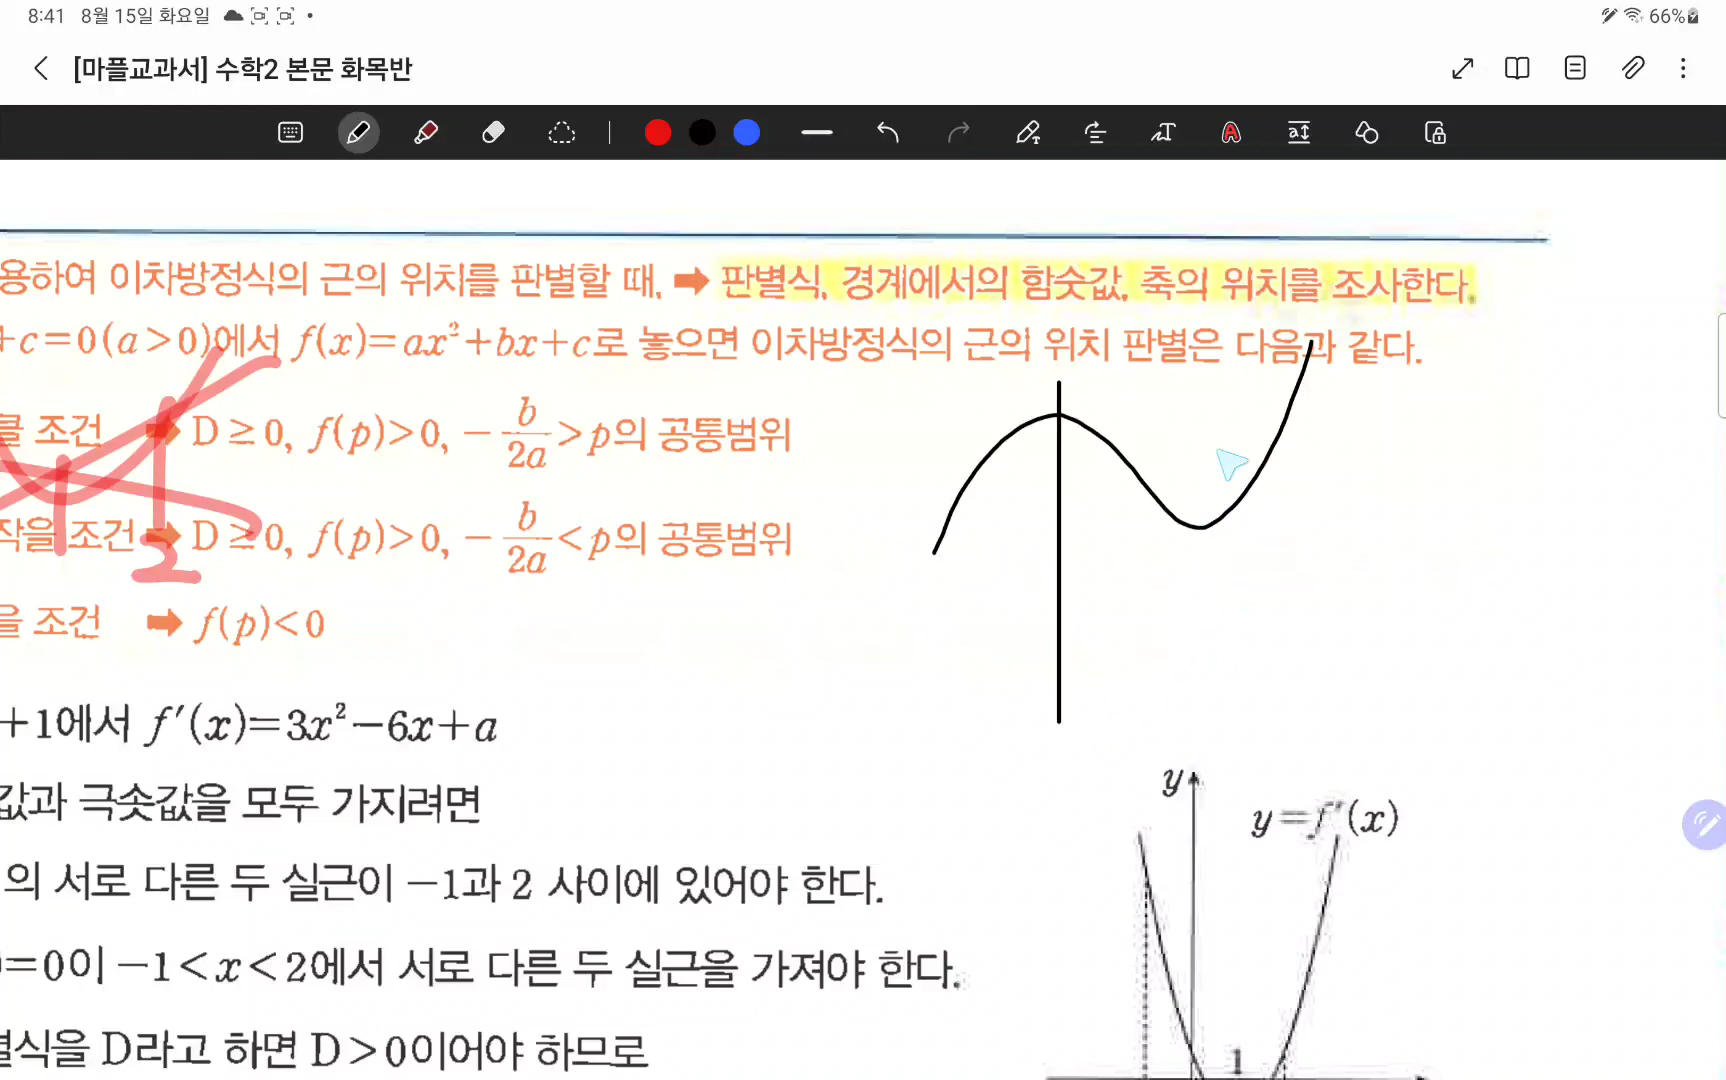 8:41 8월 15일 화요일 66%
[마플교과서] 수학2 본문 화목반
용하여 이차방정식의 근의 위치를 판별할 때, ➡ 판별식, 경계에서의 함숫값, 축의 위치를 조사한다.
+c=0(a>0)에서 f(x)=ax²+bx+c로 놓으면 이차방정식의 근의 위치 판별은 다음과 같다.
클 조건 ➡ D≥0, f(p)>0, -b/2a>p의 공통범위
작을 조건 ➡ D≥0, f(p)>0, -b/2a<p의 공통범위
2
을 조건 ➡ f(p)<0
+1에서 f′(x)=3x²-6x+a
값과 극솟값을 모두 가지려면
y
y=f′(x)
의 서로 다른 두 실근이 -1과 2 사이에 있어야 한다.
=0이 -1<x<2에서 서로 다른 두 실근을 가져야 한다.
별식을 D라고 하면 D>0이어야 하므로
1